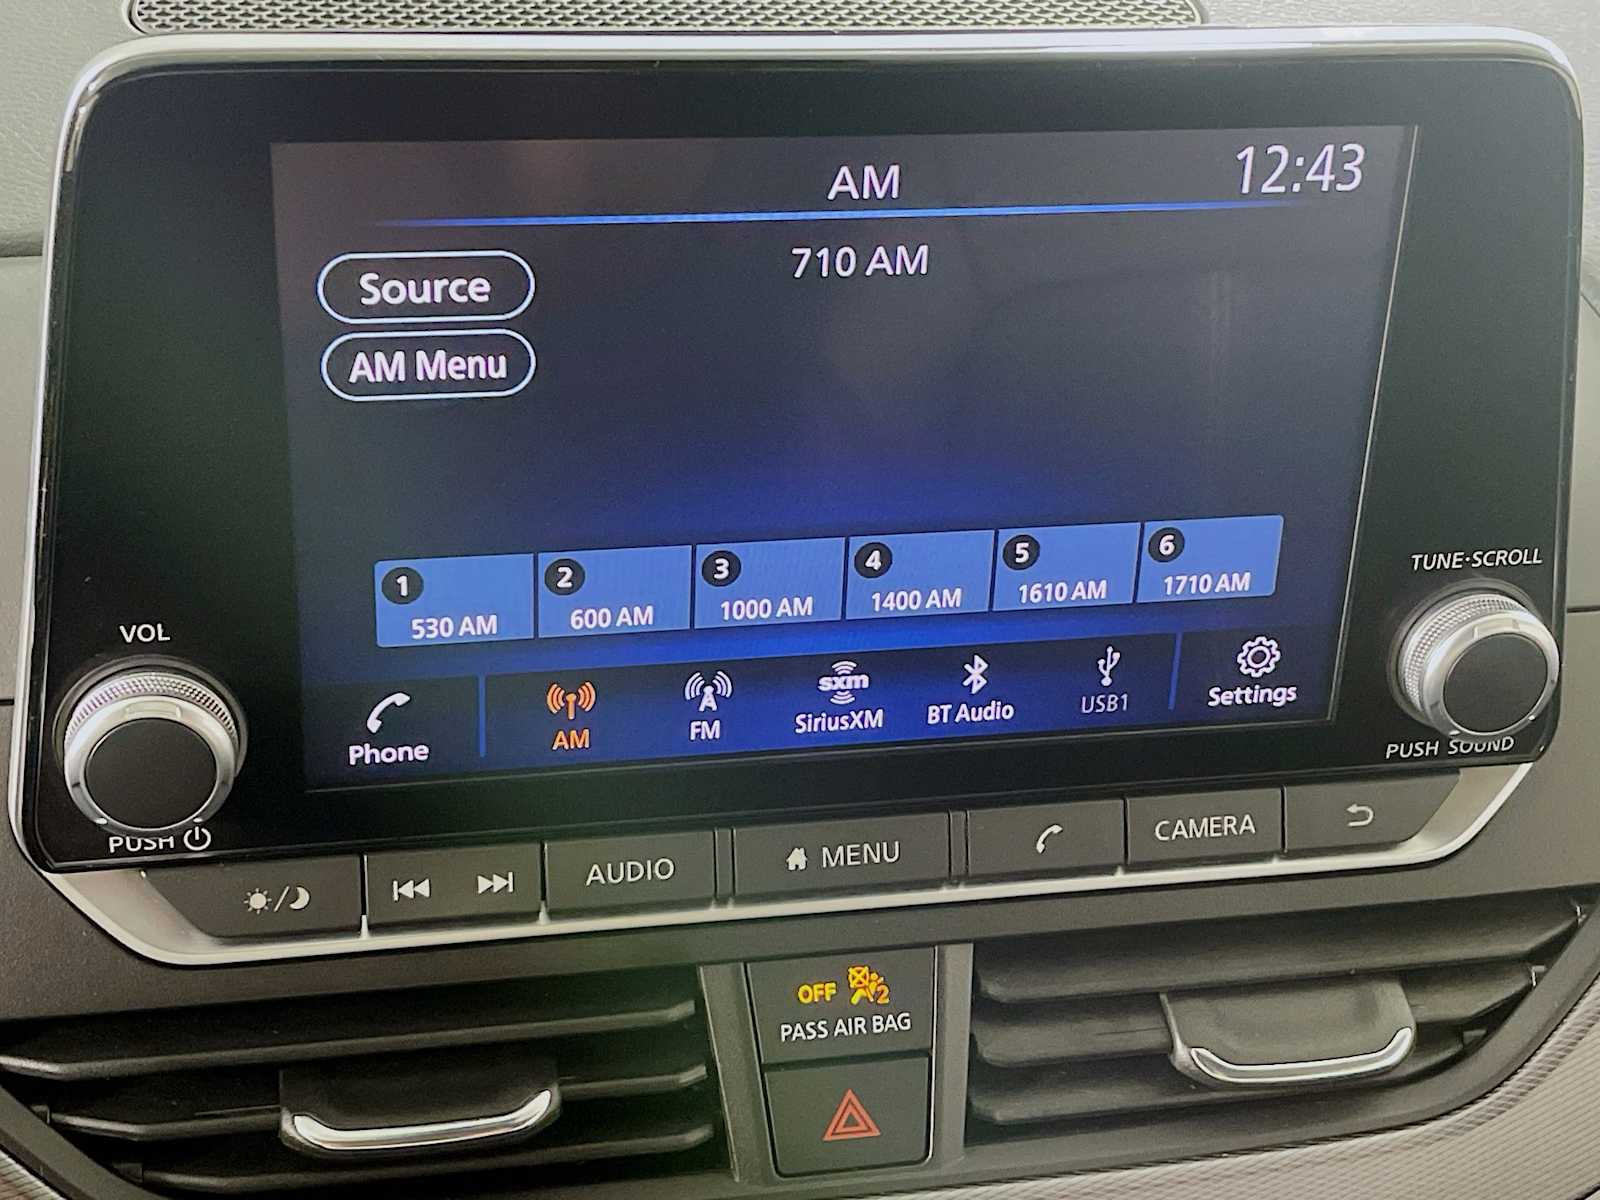 AM
12:43
710 AM
Source
AM Menu
1
530 AM
2
600 AM
3
1000 AM
4
1400 AM
5
1610 AM
6
1710 AM
Phone
AM
FM
sxm
SiriusXM
BT Audio
USB1
Settings
VOL
PUSH
TUNE·SCROLL
PUSH SOUND
AUDIO
MENU
CAMERA
OFF
2
PASS AIR BAG